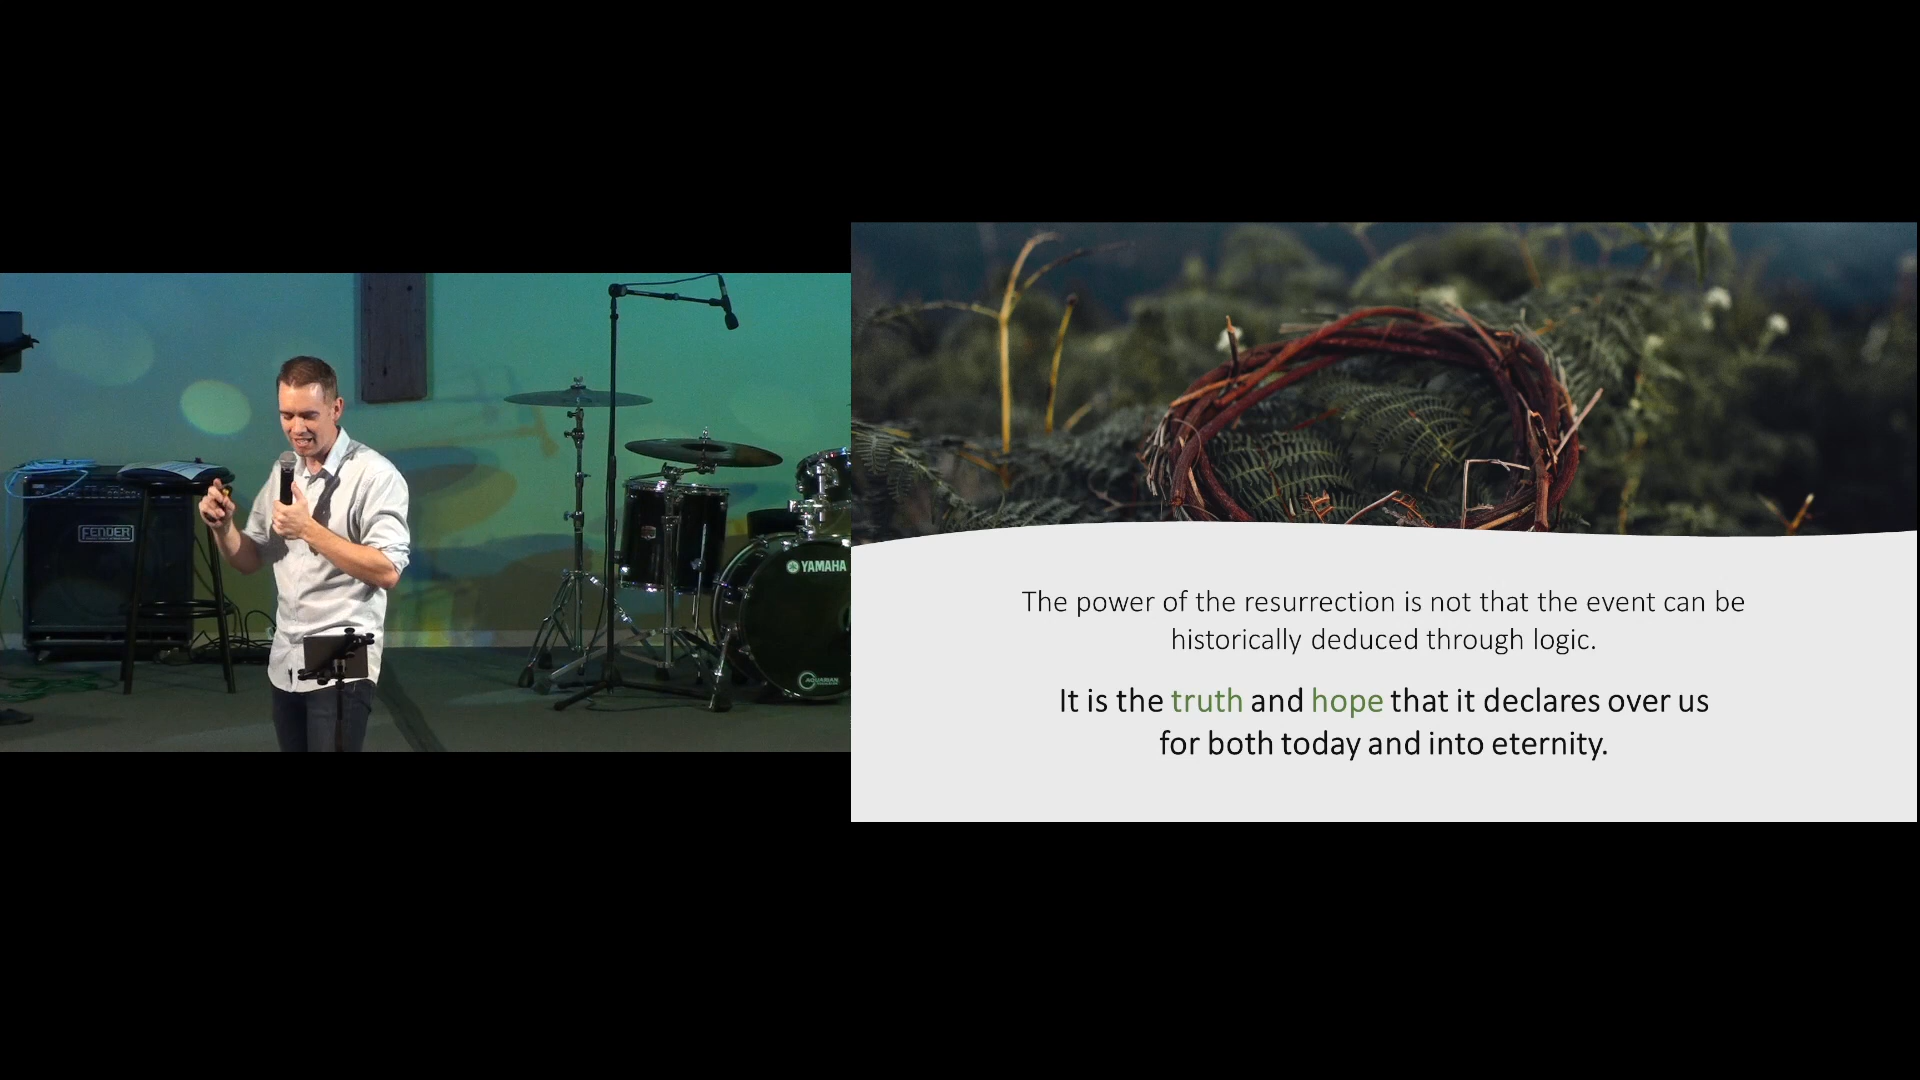 FENDER
YAMAHA
AQUARIAN
The power of the resurrection is not that the event can be
historically deduced through logic.
It is the truth and hope that it declares over us
for both today and into eternity.